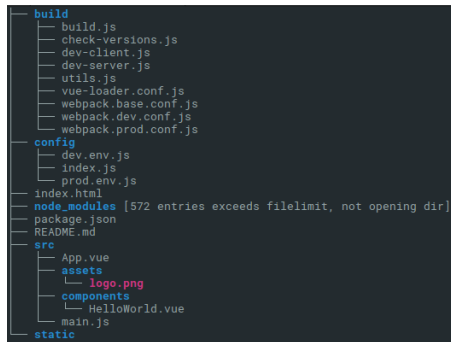 ├── build
│   ├── build.js
│   ├── check-versions.js
│   ├── dev-client.js
│   ├── dev-server.js
│   ├── utils.js
│   ├── vue-loader.conf.js
│   ├── webpack.base.conf.js
│   ├── webpack.dev.conf.js
│   └── webpack.prod.conf.js
├── config
│   ├── dev.env.js
│   ├── index.js
│   └── prod.env.js
├── index.html
├── node_modules [572 entries exceeds filelimit, not opening dir]
├── package.json
├── README.md
├── src
│   ├── App.vue
│   ├── assets
│   │   └── logo.png
│   ├── components
│   │   └── HelloWorld.vue
│   └── main.js
└── static